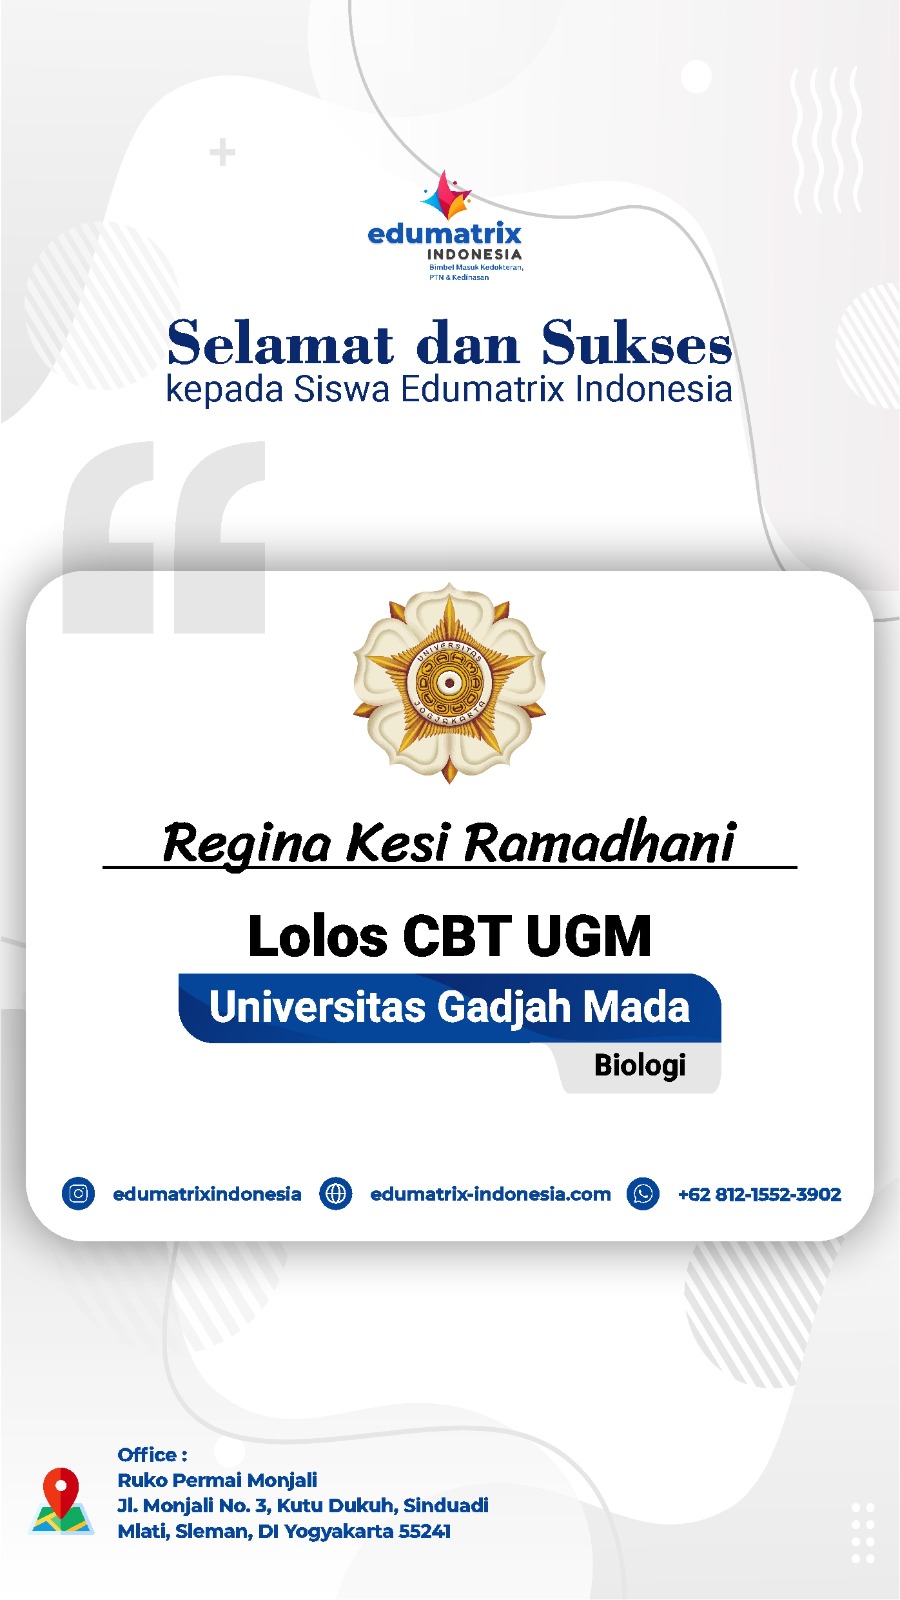 edumatrix
INDONESIA
Bimbel Masuk Kedokteran,
PTN & Kedinasan
Selamat dan Sukses
kepada Siswa Edumatrix Indonesia
UNIVERSITAS
GADJAH MADA
JOGJAKARTA
Regina Kesi Ramadhani
Lolos CBT UGM
Universitas Gadjah Mada
Biologi
edumatrixindonesia
edumatrix-indonesia.com
+62 812-1552-3902
Office :
Ruko Permai Monjali
Jl. Monjali No. 3, Kutu Dukuh, Sinduadi
Mlati, Sleman, DI Yogyakarta 55241